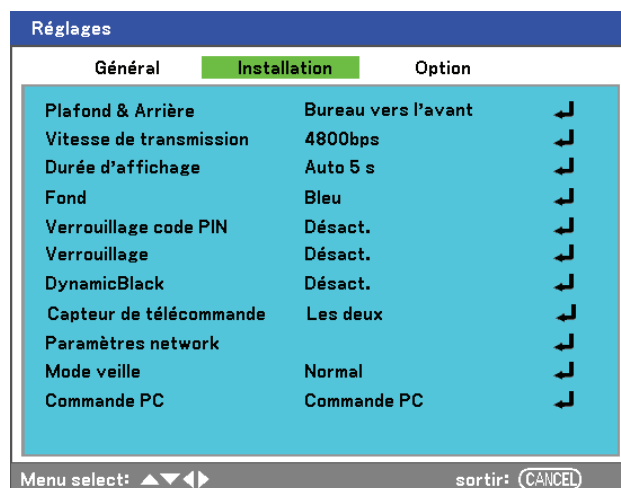 Réglages
Général Installation Option
Plafond & Arrière Bureau vers l'avant
Vitesse de transmission 4800bps
Durée d'affichage Auto 5 s
Fond Bleu
Verrouillage code PIN Désact.
Verrouillage Désact.
DynamicBlack Désact.
Capteur de télécommande Les deux
Paramètres network
Mode veille Normal
Commande PC Commande PC
Menu select: ▲▼◀▶ sortir: CANCEL